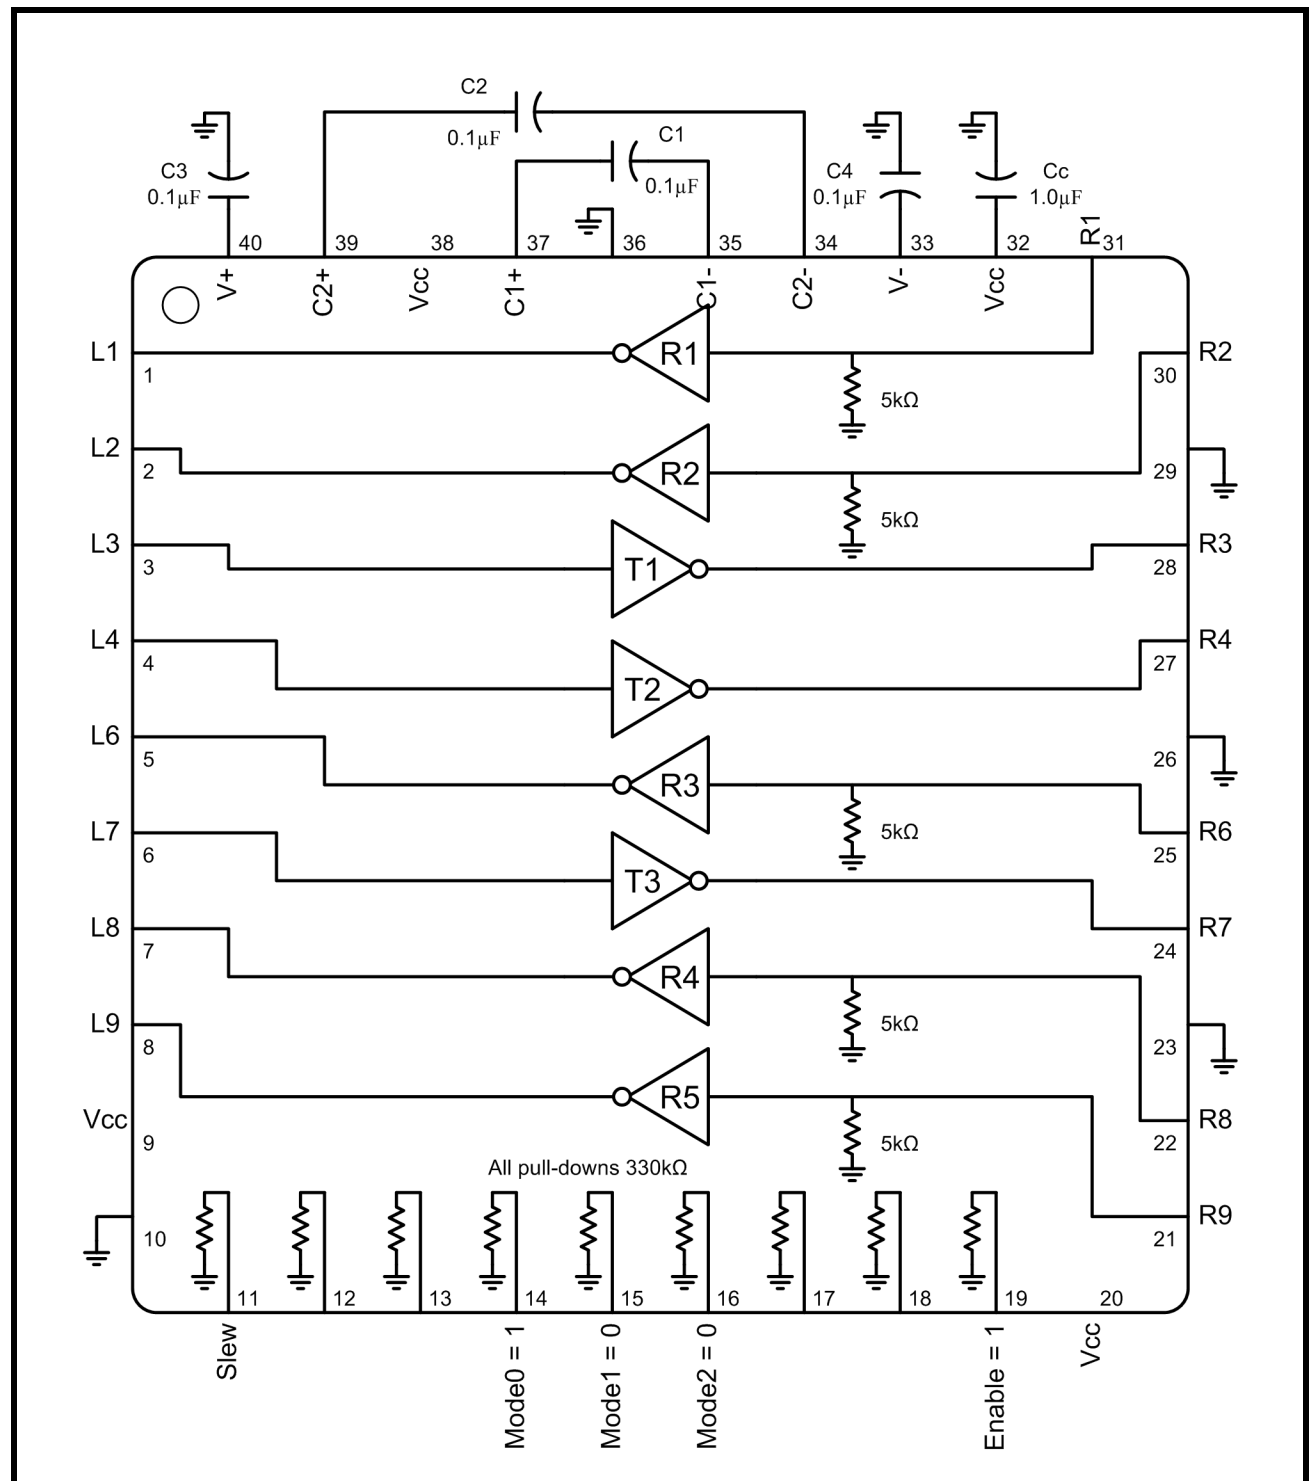 C2
0.1µF
C1
0.1µF
C3
0.1µF
C4
0.1µF
Cc
1.0µF
R1
40 39 38 37 36 35 34 33 32 31
V+ C2+ Vcc C1+ C1- C2- V- Vcc
L1 R1 R2
1 30
5kΩ
L2 R2
2 29
5kΩ
L3 T1 R3
3 28
L4 T2 R4
4 27
L6 R3
5 26
5kΩ
L7 T3 R6
6 25
L8 R4 R7
7 24
5kΩ
L9 R5
8 23
5kΩ
Vcc R8
9 22
All pull-downs 330kΩ
R9
10 21
11 12 13 14 15 16 17 18 19 20
Slew Mode0 = 1 Mode1 = 0 Mode2 = 0 Enable = 1 Vcc